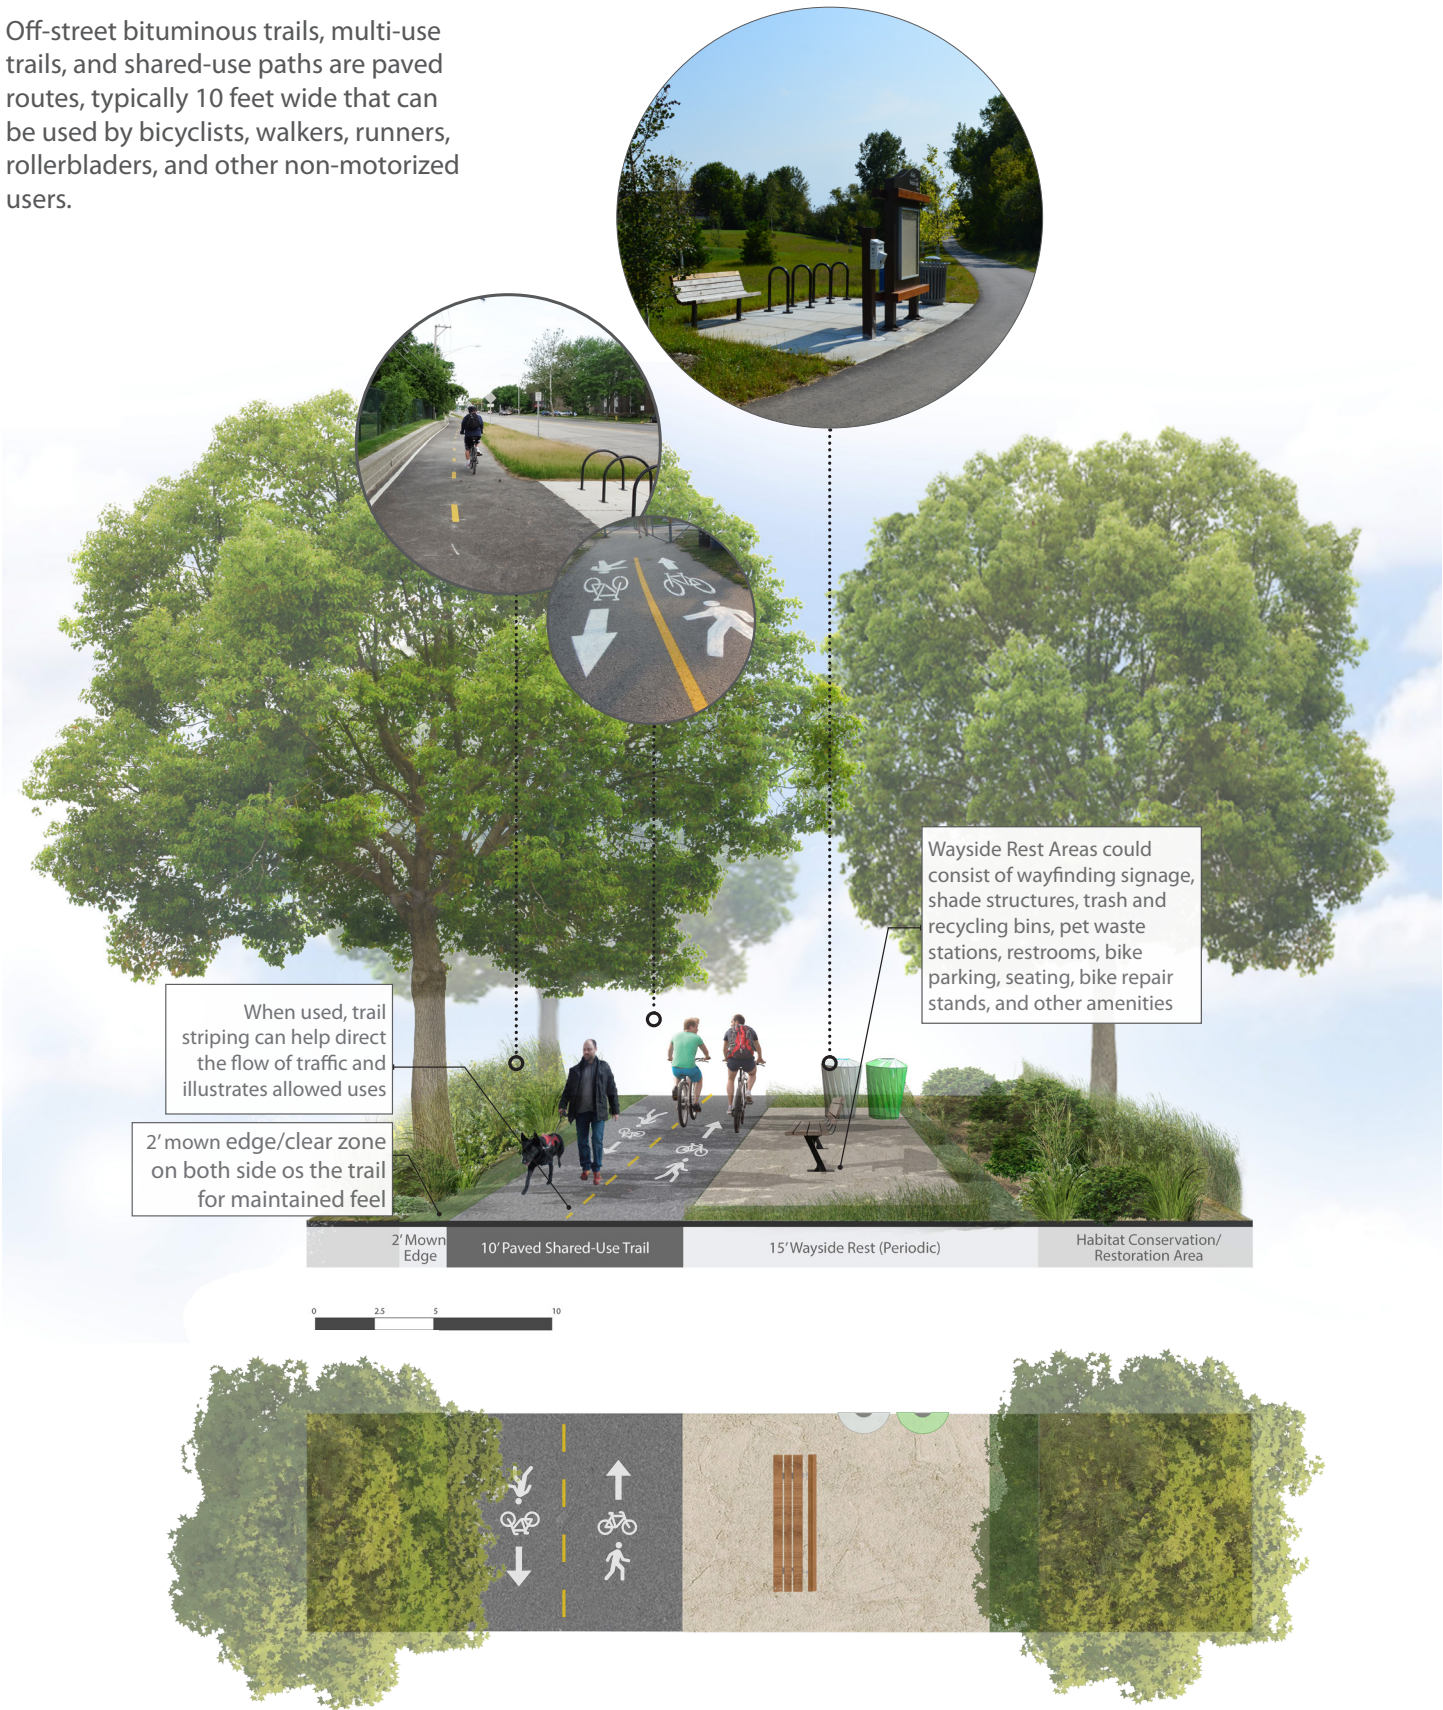 Off-street bituminous trails, multi-use
trails, and shared-use paths are paved
routes, typically 10 feet wide that can
be used by bicyclists, walkers, runners,
rollerbladers, and other non-motorized
users.
Wayside Rest Areas could
consist of wayfinding signage,
shade structures, trash and
recycling bins, pet waste
stations, restrooms, bike
parking, seating, bike repair
stands, and other amenities
When used, trail
striping can help direct
the flow of traffic and
illustrates allowed uses
2' mown edge/clear zone
on both side os the trail
for maintained feel
2' Mown
Edge
10' Paved Shared-Use Trail
15' Wayside Rest (Periodic)
Habitat Conservation/
Restoration Area
0 2.5 5 10